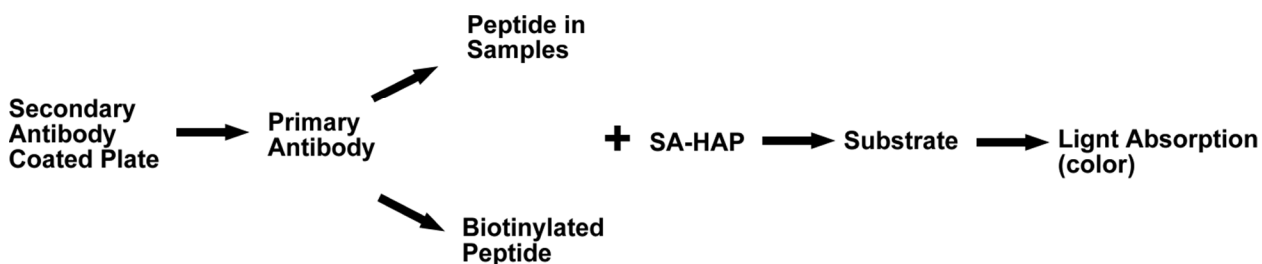 Peptide in
Samples
Secondary
Antibody
Coated Plate
Primary
Antibody
+ SA-HAP
Substrate
Lignt Absorption
(color)
Biotinylated
Peptide